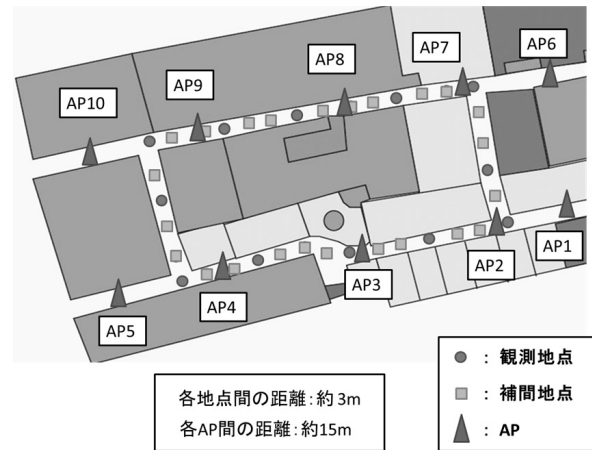 AP6
AP7
AP8
AP9
AP10
AP1
AP2
AP3
AP4
AP5
各地点間の距離：約3m
各AP間の距離：約15m
：観測地点
：補間地点
：AP